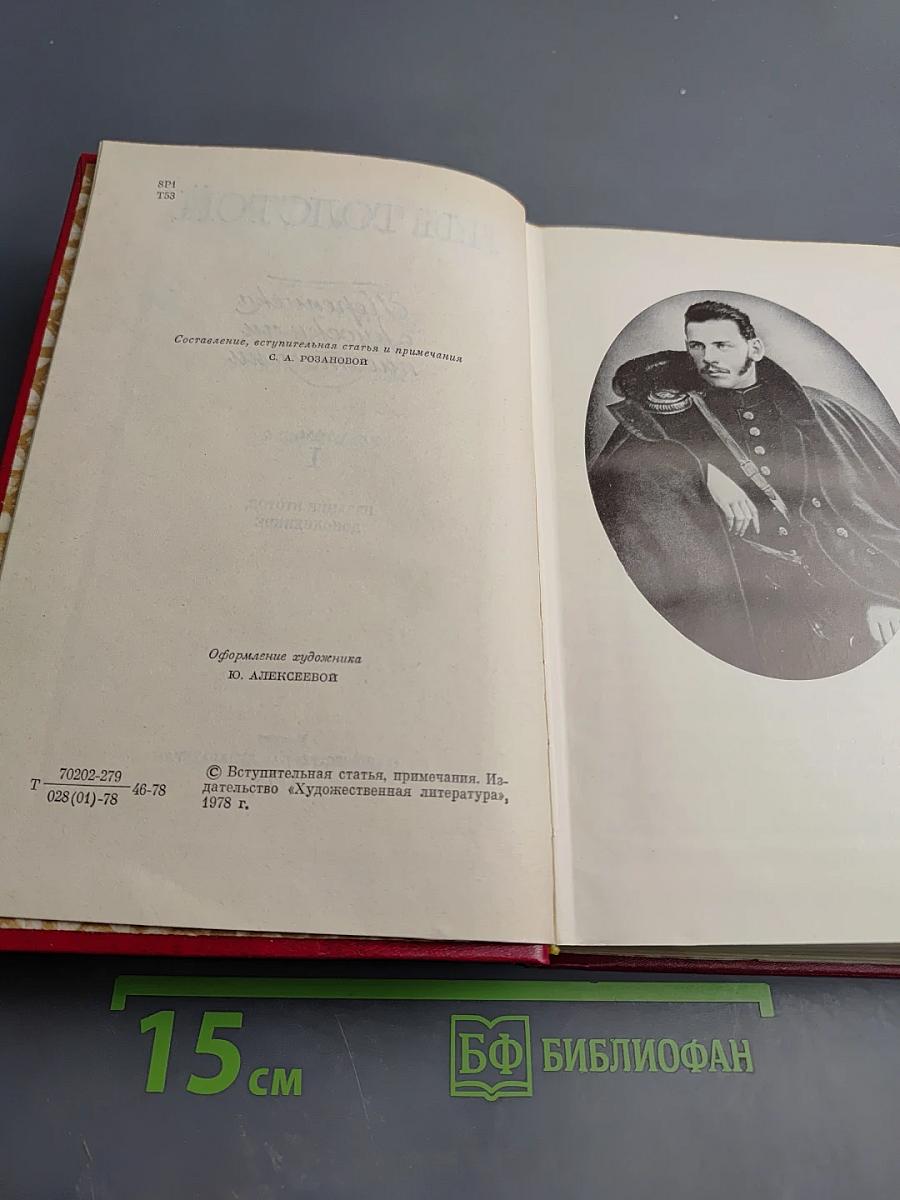 8Р1
Т53
Составление, вступительная статья и примечания
С. А. РОЗАНОВОЙ
Оформление художника
Ю. АЛЕКСЕЕВОЙ
Т 70202-279 46-78
028(01)-78
© Вступительная статья, примечания. Из-
дательство «Художественная литература»,
1978 г.
15 см
БФ БИБЛИОФАН